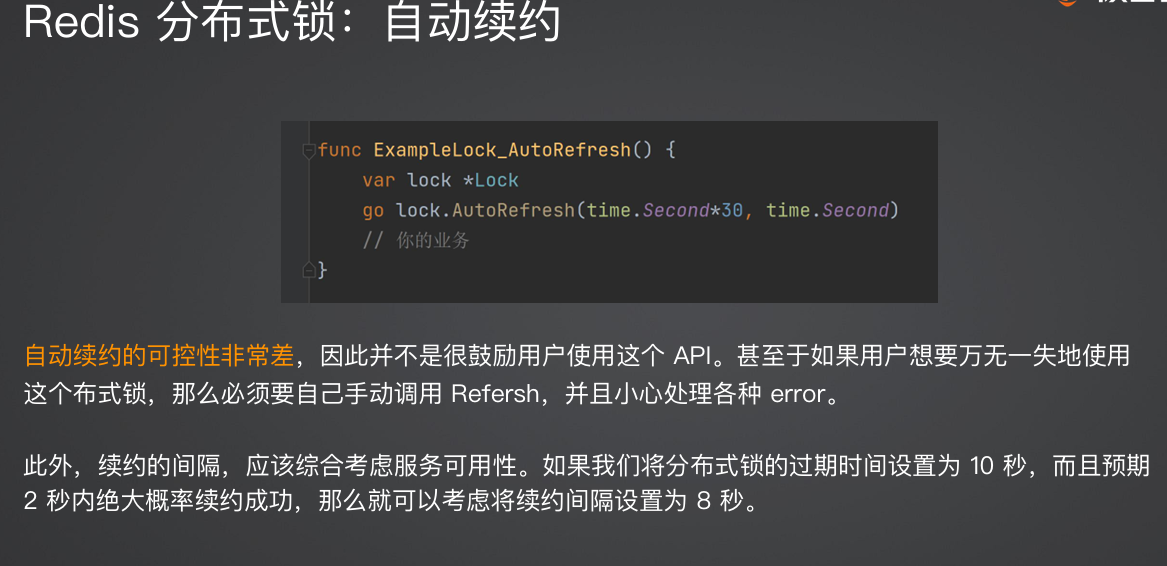 Redis 分布式锁：自动续约
func ExampleLock_AutoRefresh() {
var lock *Lock
go lock.AutoRefresh(time.Second*30, time.Second)
// 你的业务
}
自动续约的可控性非常差，因此并不是很鼓励用户使用这个 API。甚至于如果用户想要万无一失地使用
这个布式锁，那么必须要自己手动调用 Refersh，并且小心处理各种 error。
此外，续约的间隔，应该综合考虑服务可用性。如果我们将分布式锁的过期时间设置为 10 秒，而且预期
2 秒内绝大概率续约成功，那么就可以考虑将续约间隔设置为 8 秒。